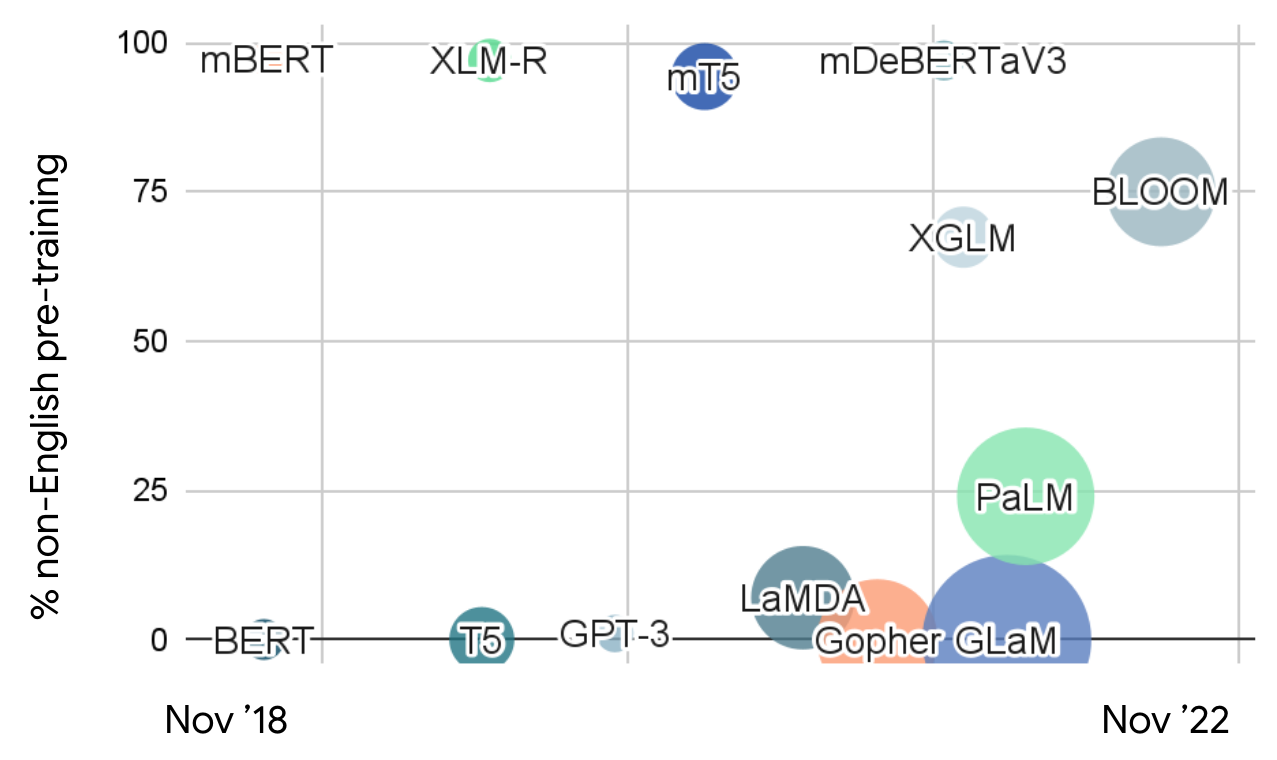 % non-English pre-training
100
75
50
25
0
mBERT
XLM-R
mT5
mDeBERTaV3
BLOOM
XGLM
PaLM
LaMDA
BERT
T5
GPT-3
Gopher
GLaM
Nov ’18
Nov ’22